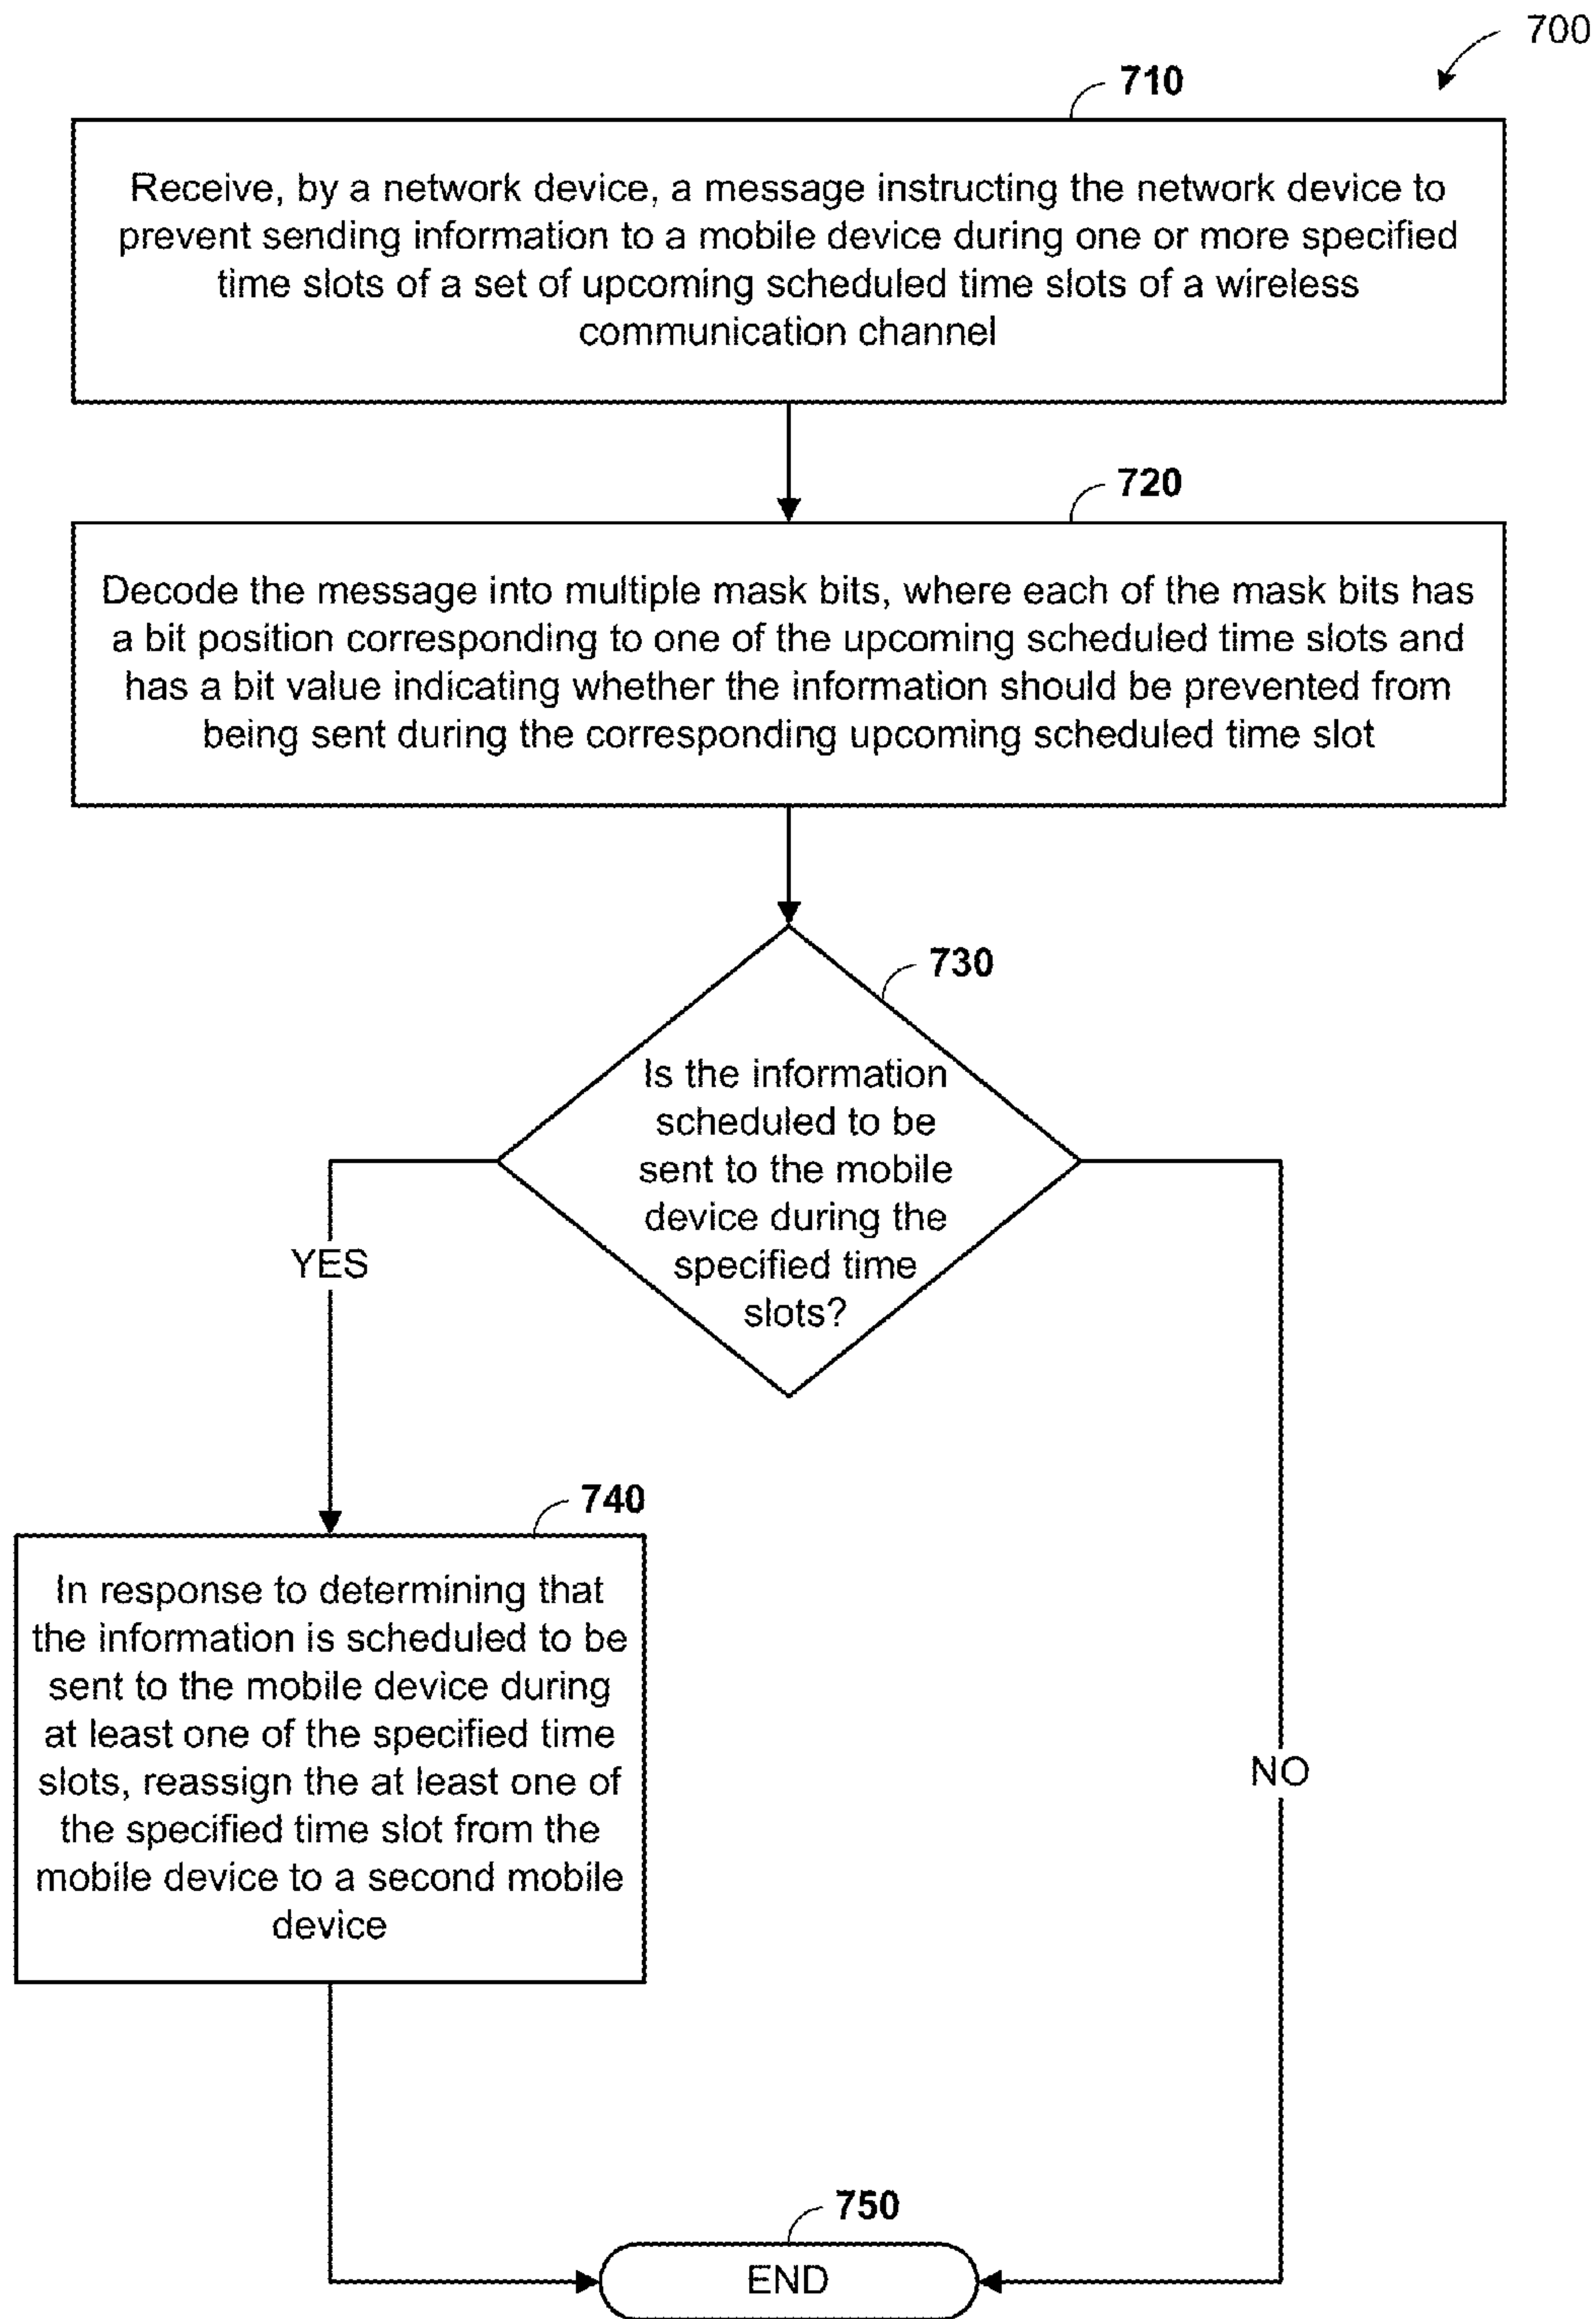 700
710
Receive, by a network device, a message instructing the network device to
prevent sending information to a mobile device during one or more specified
time slots of a set of upcoming scheduled time slots of a wireless
communication channel
720
Decode the message into multiple mask bits, where each of the mask bits has
a bit position corresponding to one of the upcoming scheduled time slots and
has a bit value indicating whether the information should be prevented from
being sent during the corresponding upcoming scheduled time slot
730
Is the information
scheduled to be
sent to the mobile
device during the
specified time
slots?
YES
740
In response to determining that
the information is scheduled to be
sent to the mobile device during
at least one of the specified time
slots, reassign the at least one of
the specified time slot from the
mobile device to a second mobile
device
NO
750
END